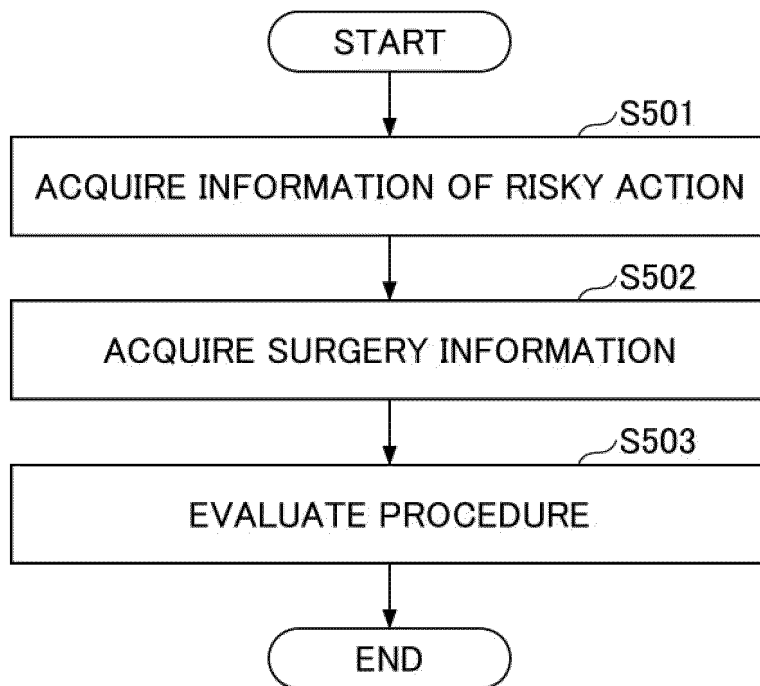 START
S501
ACQUIRE INFORMATION OF RISKY ACTION
S502
ACQUIRE SURGERY INFORMATION
S503
EVALUATE PROCEDURE
END